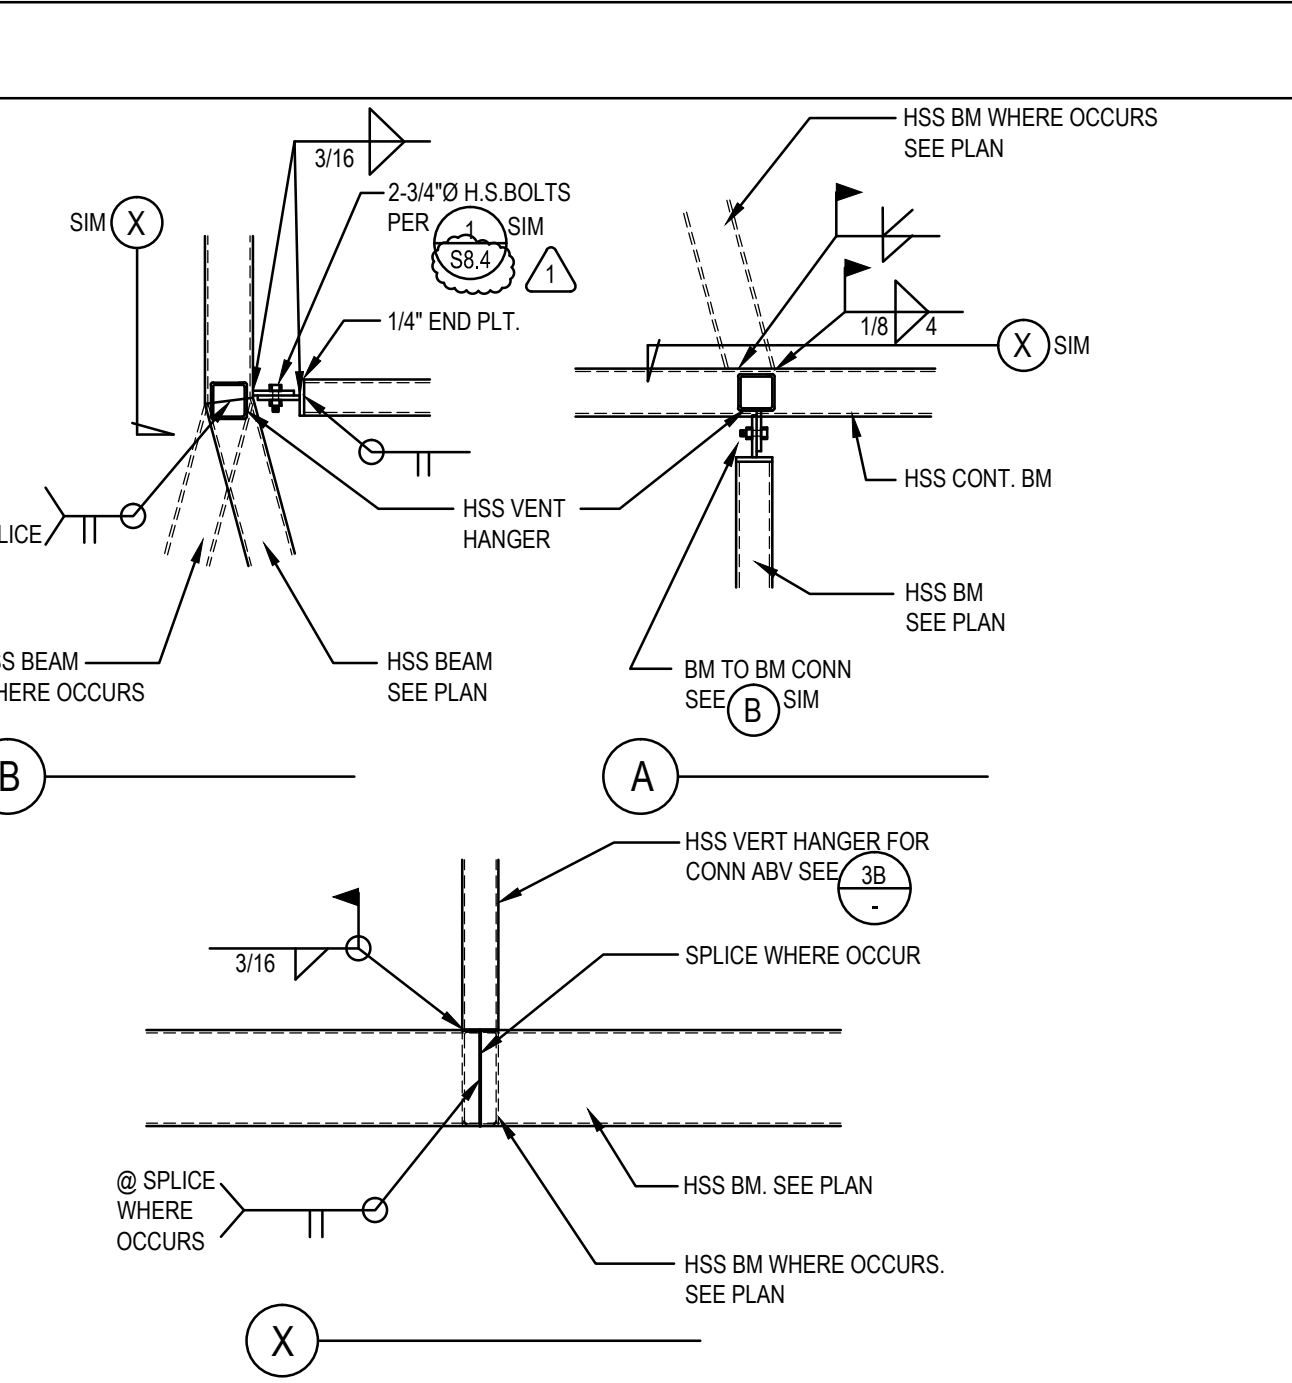 3/16
SIM X
2-3/4"Ø H.S.BOLTS
PER 1 SIM
S8.4
1
1/4" END PLT.
HSS VENT
HANGER
HSS BEAM
SEE PLAN
BEAM
OCCURS
B
HSS BM WHERE OCCURS
SEE PLAN
1/8 4
X SIM
HSS CONT. BM
HSS BM
SEE PLAN
BM TO BM CONN
SEE B SIM
A
HSS VERT HANGER FOR
CONN ABV SEE 3B
-
3/16
SPLICE WHERE OCCUR
@ SPLICE
WHERE
OCCURS
HSS BM. SEE PLAN
HSS BM WHERE OCCURS.
SEE PLAN
X